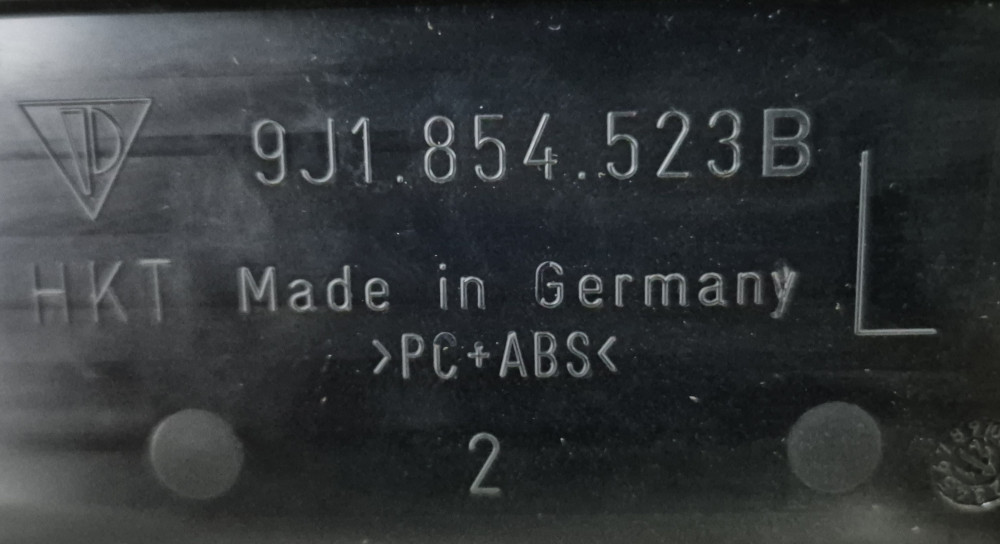 9J1.854..523B
L
HKT Made in Germany
>PC+ABS<
2